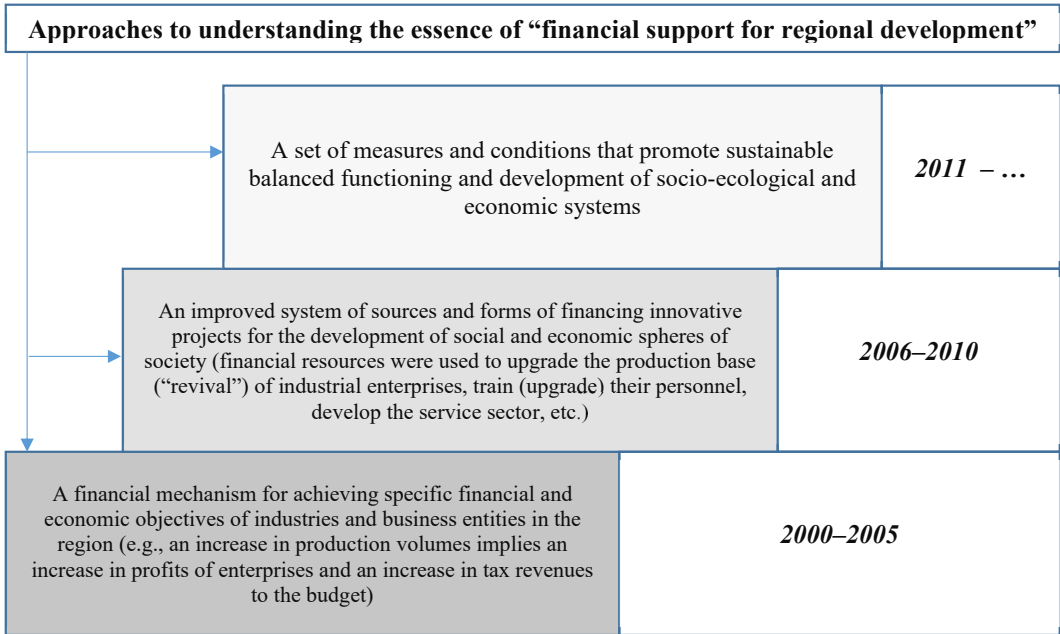 Approaches to understanding the essence of “financial support for regional development”
A set of measures and conditions that promote sustainable
balanced functioning and development of socio-ecological and
economic systems
2011 – …
An improved system of sources and forms of financing innovative
projects for the development of social and economic spheres of
society (financial resources were used to upgrade the production base
(“revival”) of industrial enterprises, train (upgrade) their personnel,
develop the service sector, etc.)
2006–2010
A financial mechanism for achieving specific financial and
economic objectives of industries and business entities in the
region (e.g., an increase in production volumes implies an
increase in profits of enterprises and an increase in tax revenues
to the budget)
2000–2005